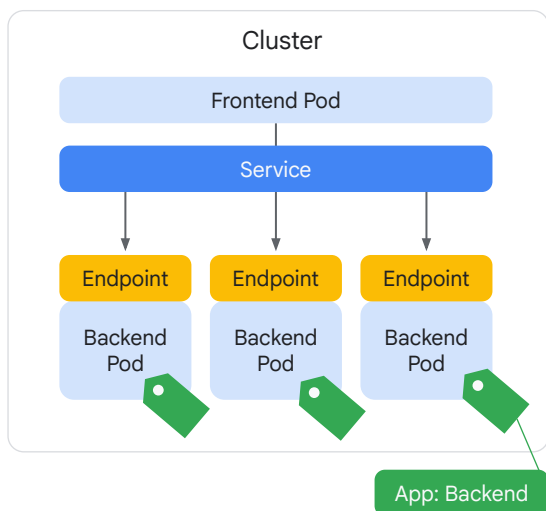 Cluster
Frontend Pod
Service
Endpoint
Endpoint
Endpoint
Backend
Pod
Backend
Pod
Backend
Pod
App: Backend